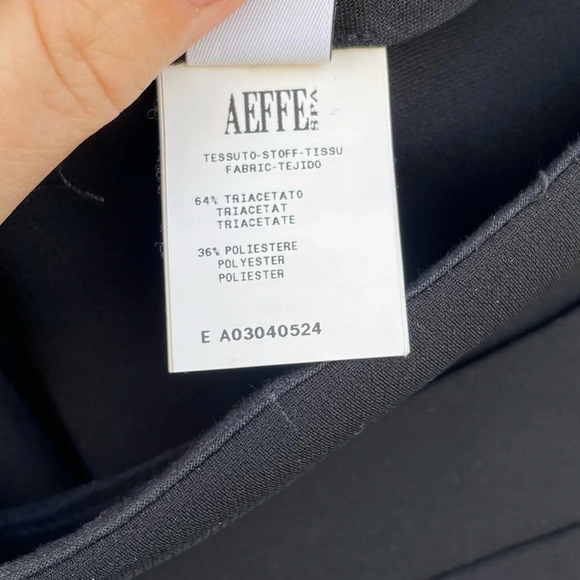 AEFFE SPA
TESSUTO-STOFF-TISSU
FABRIC-TEJIDO
64% TRIACETATO
TRIACETAT
TRIACETATE
36% POLIESTERE
POLYESTER
POLIESTER
E A03040524